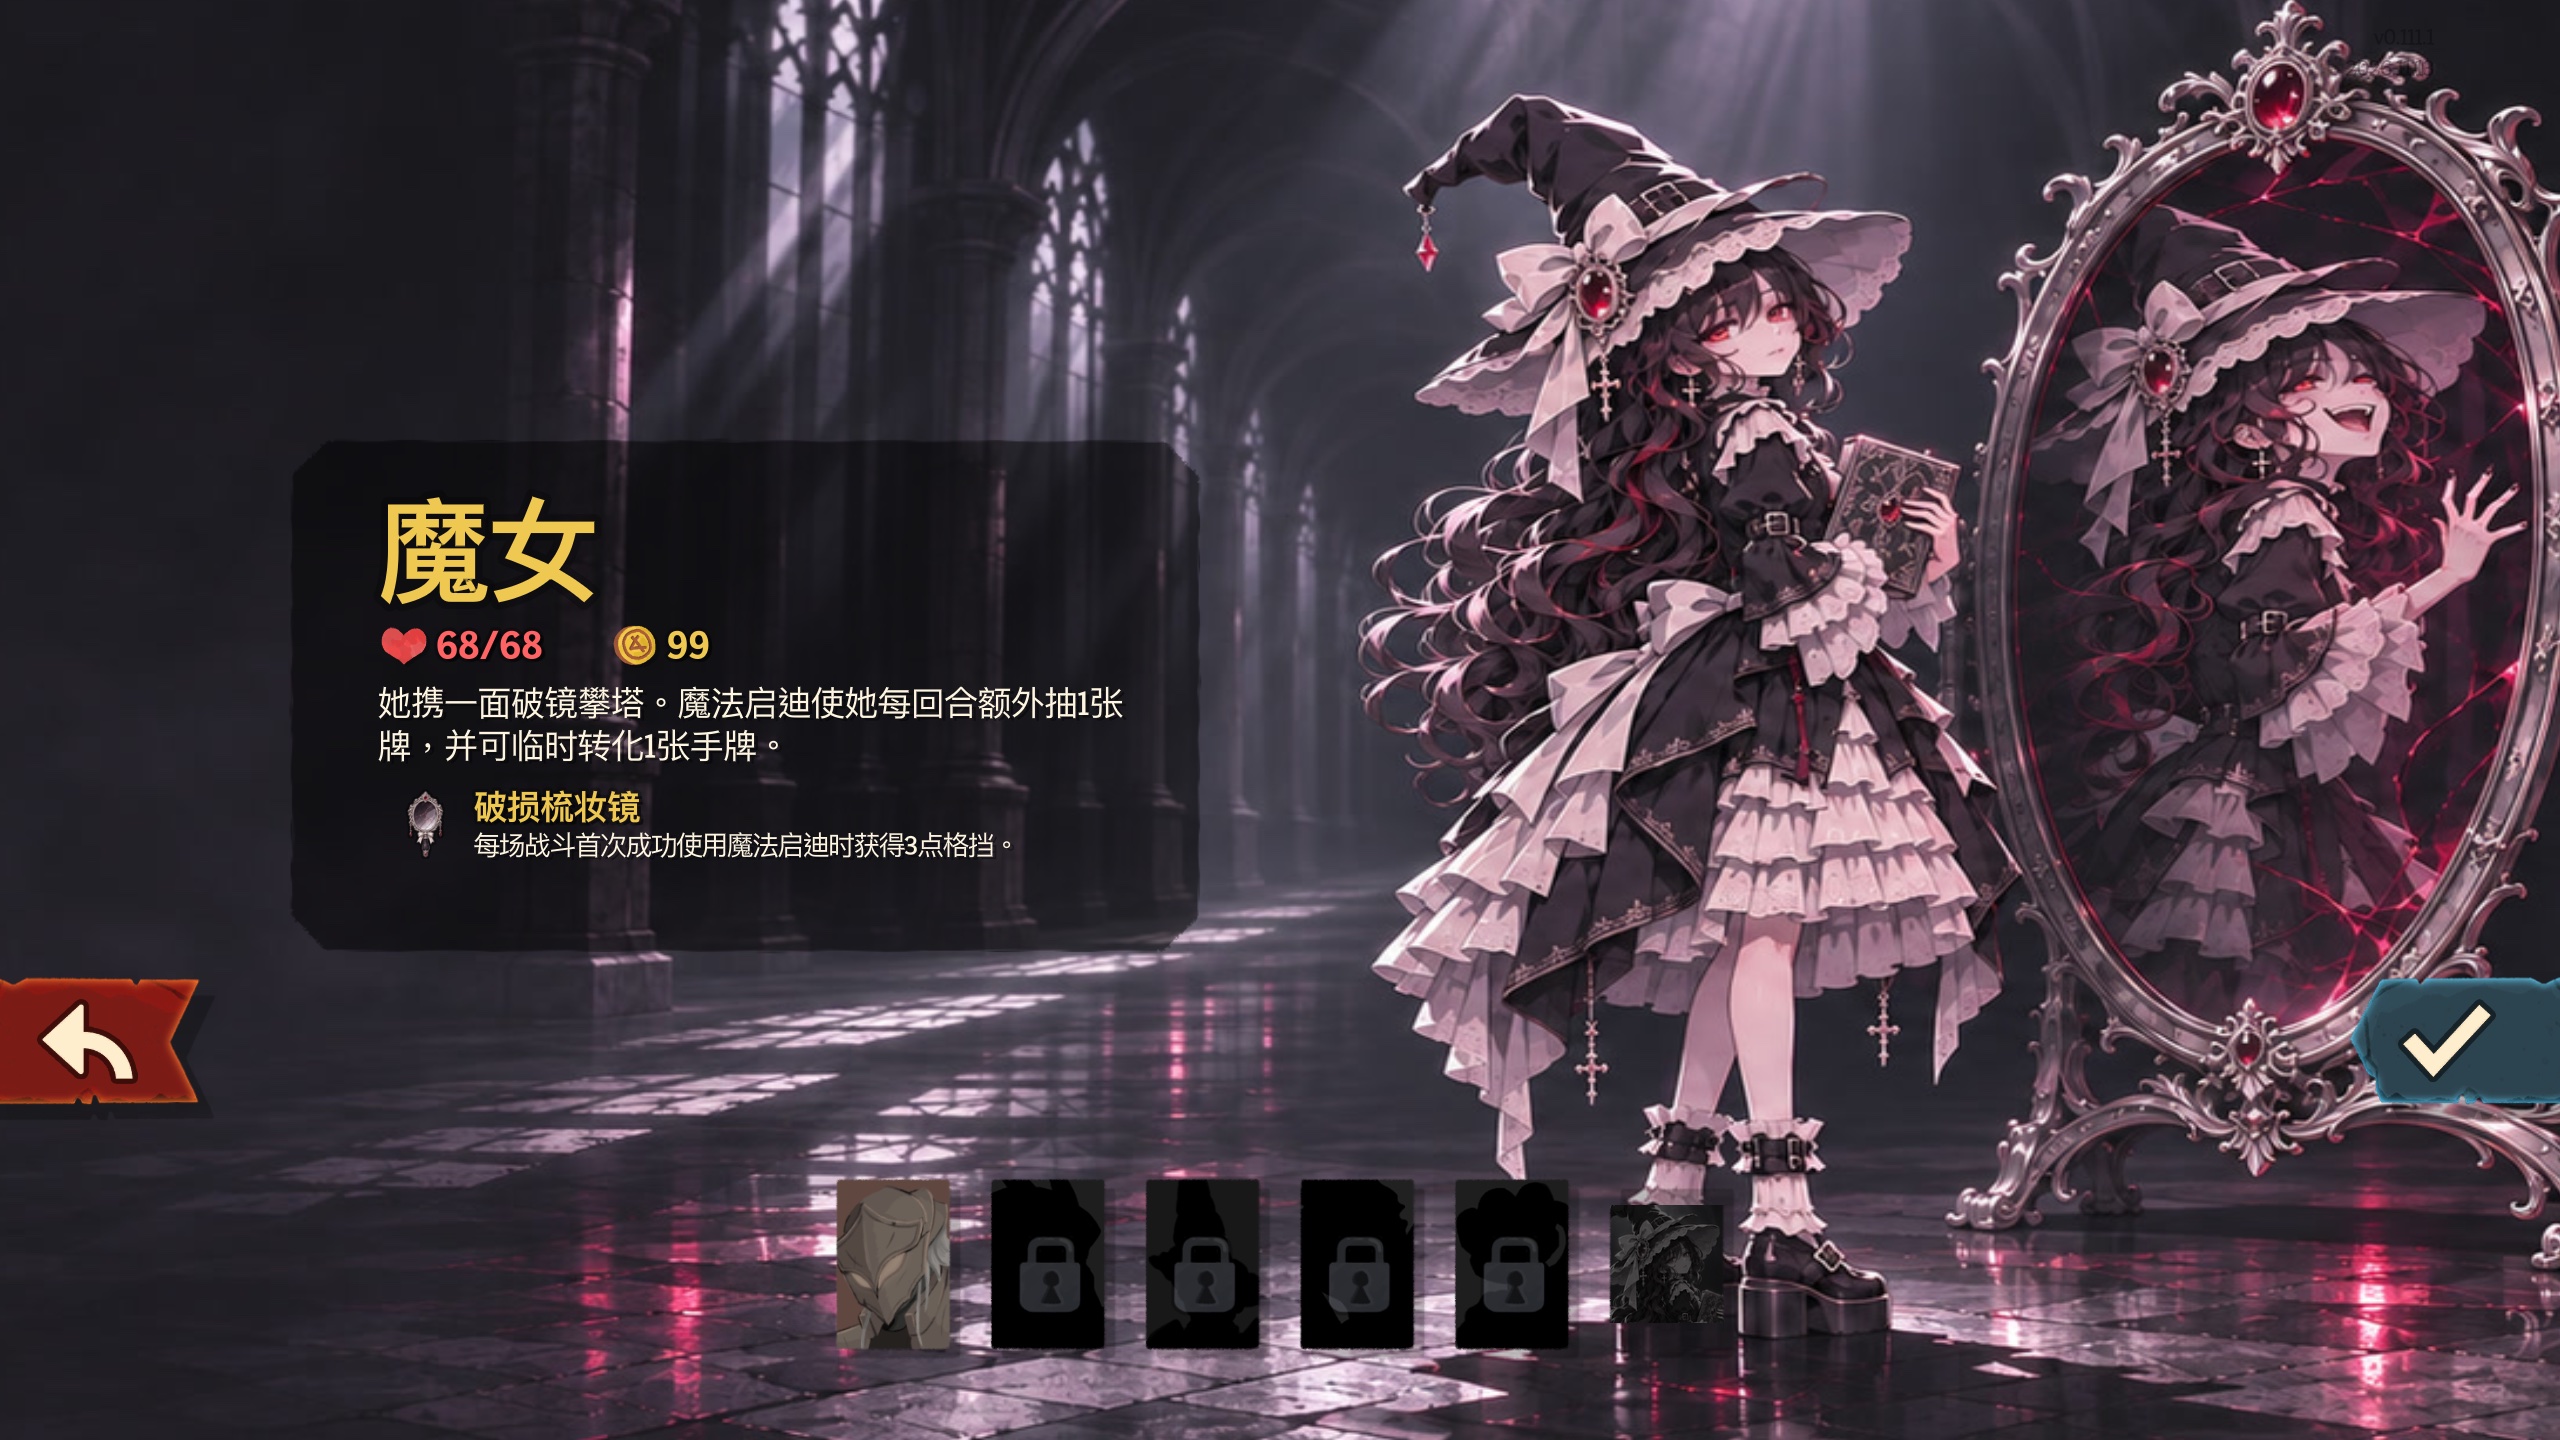 v0.111.1
魔女
68/68
99
她携一面破镜攀塔。魔法启迪使她每回合额外抽1张
牌，并可临时转化1张手牌。
破损梳妆镜
每场战斗首次成功使用魔法启迪时获得3点格挡。